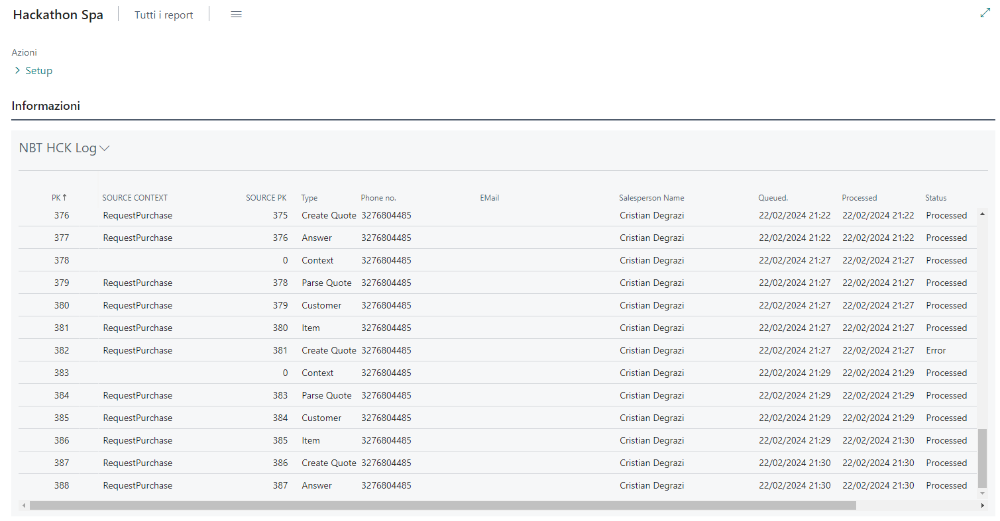 Hackathon Spa Tutti i report
Azioni
Setup
Informazioni
NBT HCK Log
PK↑ SOURCE CONTEXT SOURCE PK Type Phone no. EMail Salesperson Name Queued. Processed Status
376 RequestPurchase 375 Create Quote 3276804485 Cristian Degrazi 22/02/2024 21:22 22/02/2024 21:22 Processed
377 RequestPurchase 376 Answer 3276804485 Cristian Degrazi 22/02/2024 21:22 22/02/2024 21:22 Processed
378 0 Context 3276804485 Cristian Degrazi 22/02/2024 21:27 22/02/2024 21:27 Processed
379 RequestPurchase 378 Parse Quote 3276804485 Cristian Degrazi 22/02/2024 21:27 22/02/2024 21:27 Processed
380 RequestPurchase 379 Customer 3276804485 Cristian Degrazi 22/02/2024 21:27 22/02/2024 21:27 Processed
381 RequestPurchase 380 Item 3276804485 Cristian Degrazi 22/02/2024 21:27 22/02/2024 21:27 Processed
382 RequestPurchase 381 Create Quote 3276804485 Cristian Degrazi 22/02/2024 21:27 22/02/2024 21:27 Error
383 0 Context 3276804485 Cristian Degrazi 22/02/2024 21:29 22/02/2024 21:29 Processed
384 RequestPurchase 383 Parse Quote 3276804485 Cristian Degrazi 22/02/2024 21:29 22/02/2024 21:29 Processed
385 RequestPurchase 384 Customer 3276804485 Cristian Degrazi 22/02/2024 21:29 22/02/2024 21:29 Processed
386 RequestPurchase 385 Item 3276804485 Cristian Degrazi 22/02/2024 21:29 22/02/2024 21:30 Processed
387 RequestPurchase 386 Create Quote 3276804485 Cristian Degrazi 22/02/2024 21:30 22/02/2024 21:30 Processed
388 RequestPurchase 387 Answer 3276804485 Cristian Degrazi 22/02/2024 21:30 22/02/2024 21:30 Processed